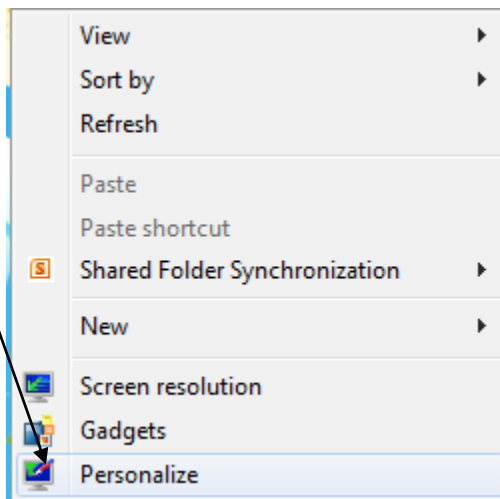 View
Sort by
Refresh
Paste
Paste shortcut
S
Shared Folder Synchronization
New
Screen resolution
Gadgets
Personalize